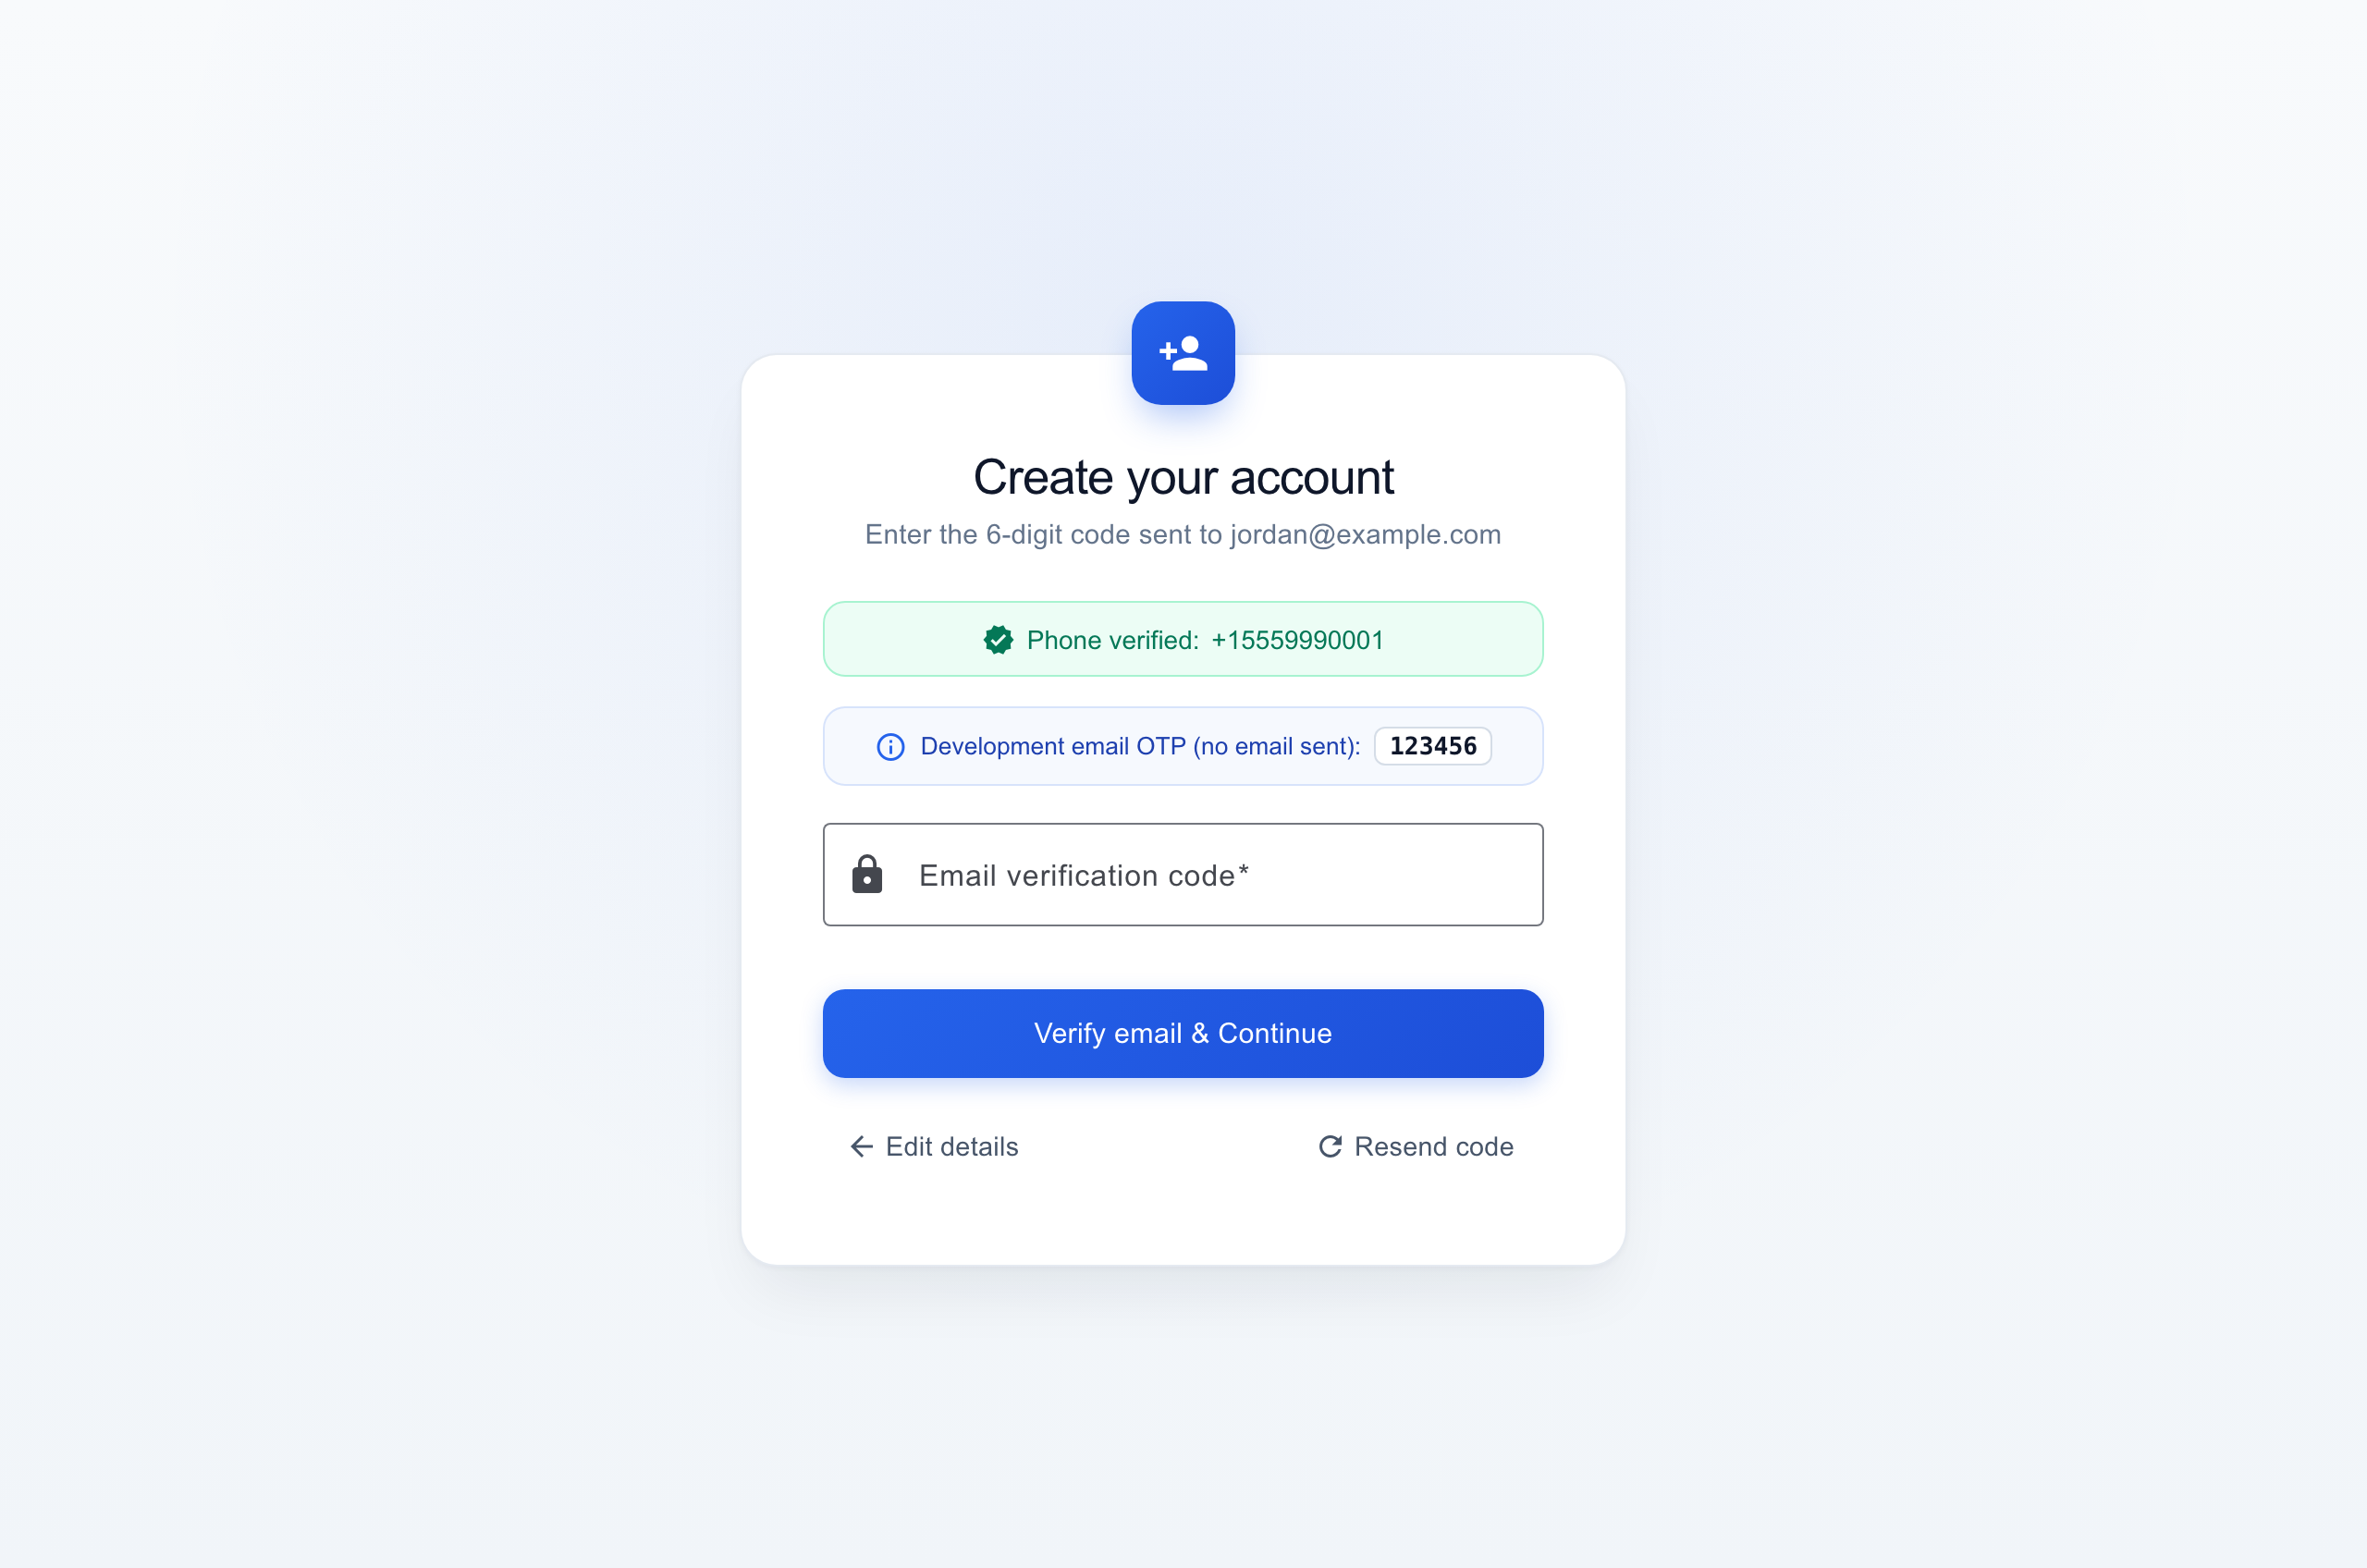 Create your account
Enter the 6-digit code sent to jordan@example.com
Phone verified: +15559990001
Development email OTP (no email sent): 123456
Email verification code*
Verify email & Continue
Edit details
Resend code